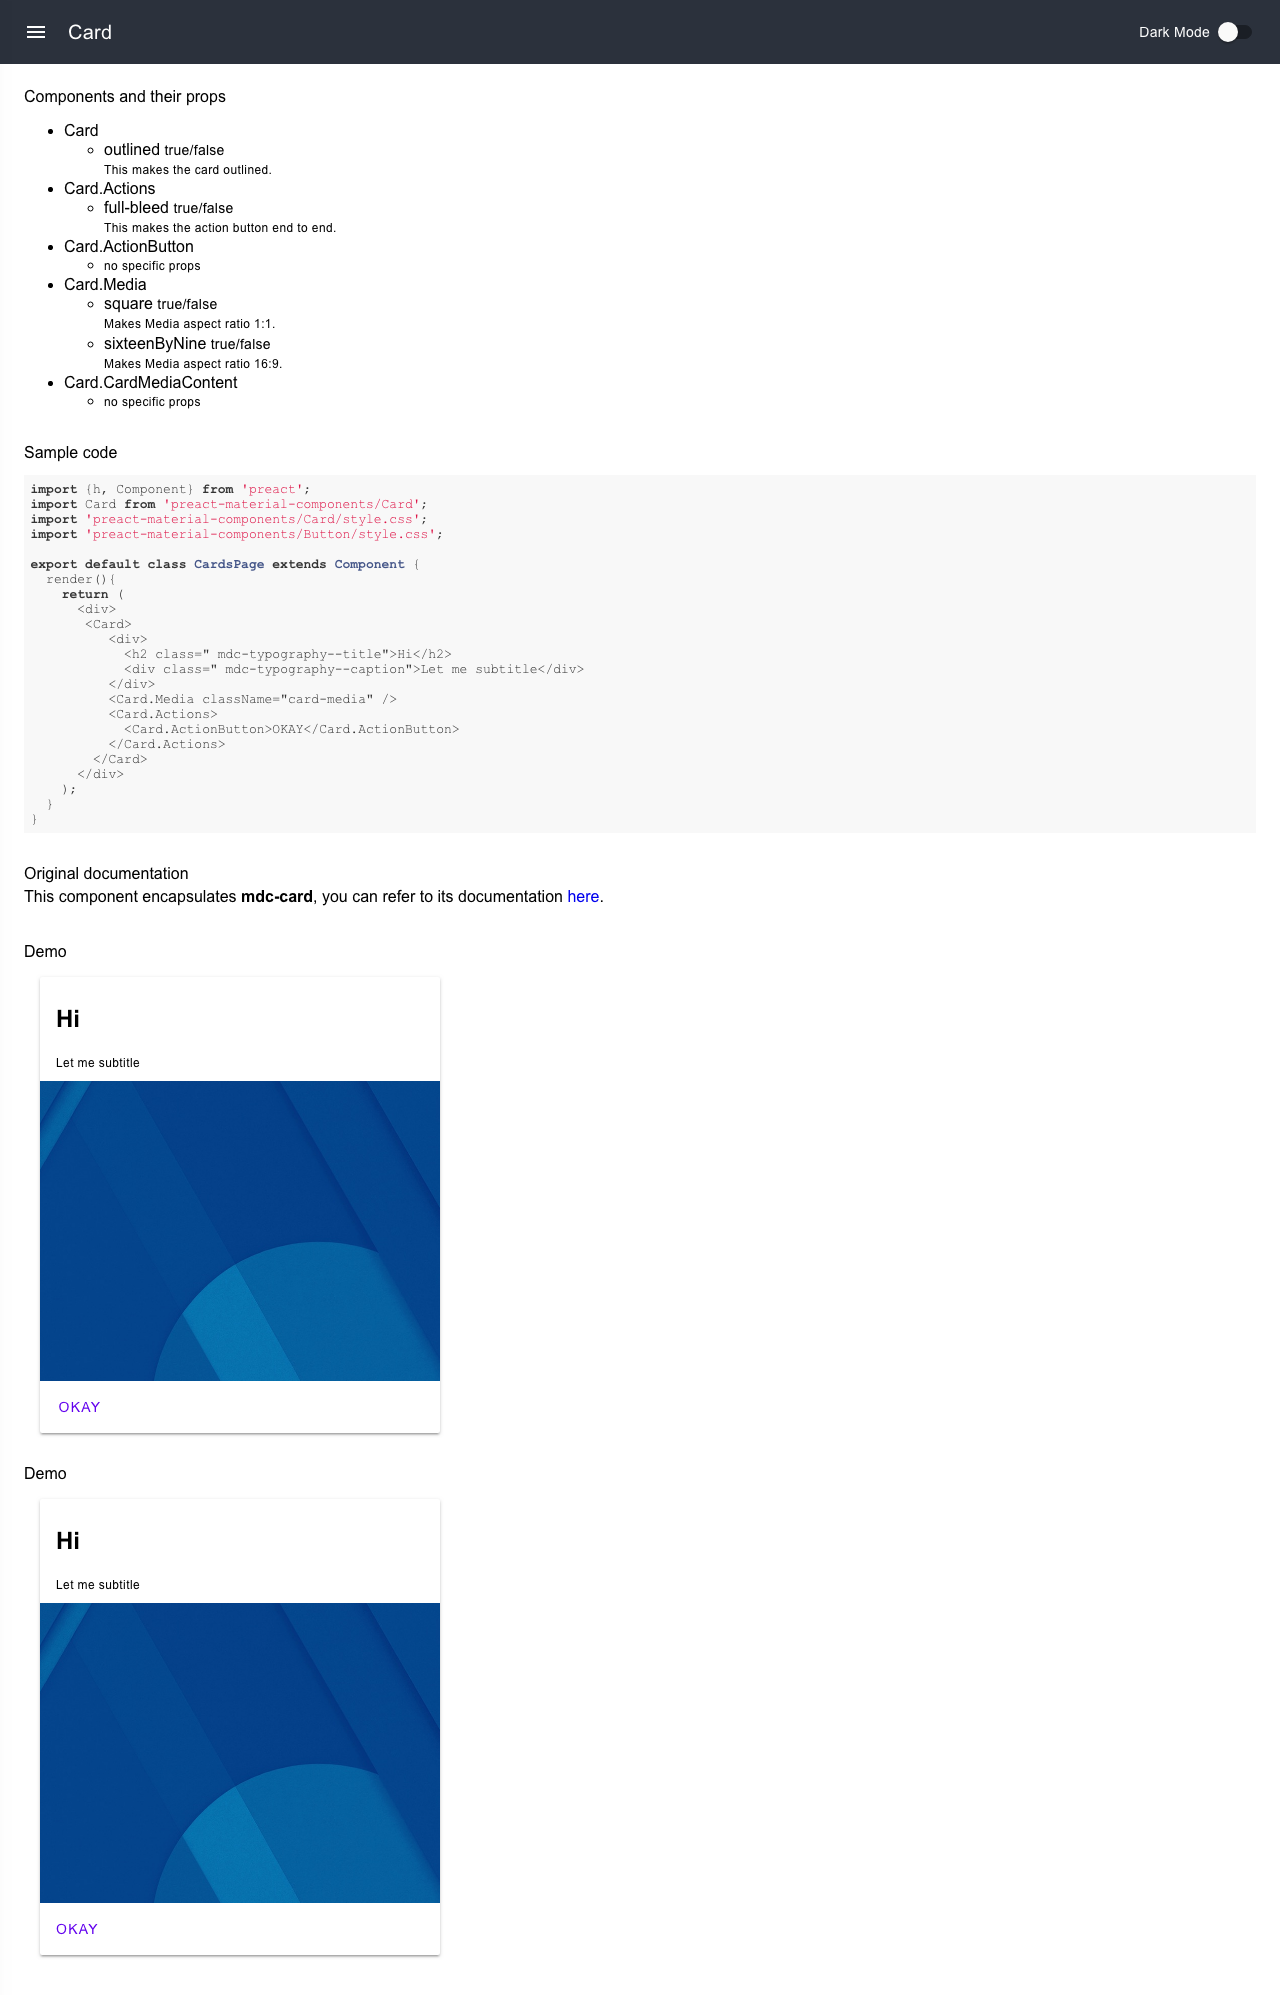 Card
Dark Mode
Components and their props
Card
outlined true/false
This makes the card outlined.
Card.Actions
full-bleed true/false
This makes the action button end to end.
Card.ActionButton
no specific props
Card.Media
square true/false
Makes Media aspect ratio 1:1.
sixteenByNine true/false
Makes Media aspect ratio 16:9.
Card.CardMediaContent
no specific props
Sample code
import {h, Component} from 'preact';
import Card from 'preact-material-components/Card';
import 'preact-material-components/Card/style.css';
import 'preact-material-components/Button/style.css';
export default class CardsPage extends Component {
render(){
return (
<div>
<Card>
<div>
<h2 class=" mdc-typography--title">Hi</h2>
<div class=" mdc-typography--caption">Let me subtitle</div>
</div>
<Card.Media className="card-media" />
<Card.Actions>
<Card.ActionButton>OKAY</Card.ActionButton>
</Card.Actions>
</Card>
</div>
);
}
}
Original documentation
This component encapsulates mdc-card, you can refer to its documentation here.
Demo
Hi
Let me subtitle
OKAY
Demo
Hi
Let me subtitle
OKAY